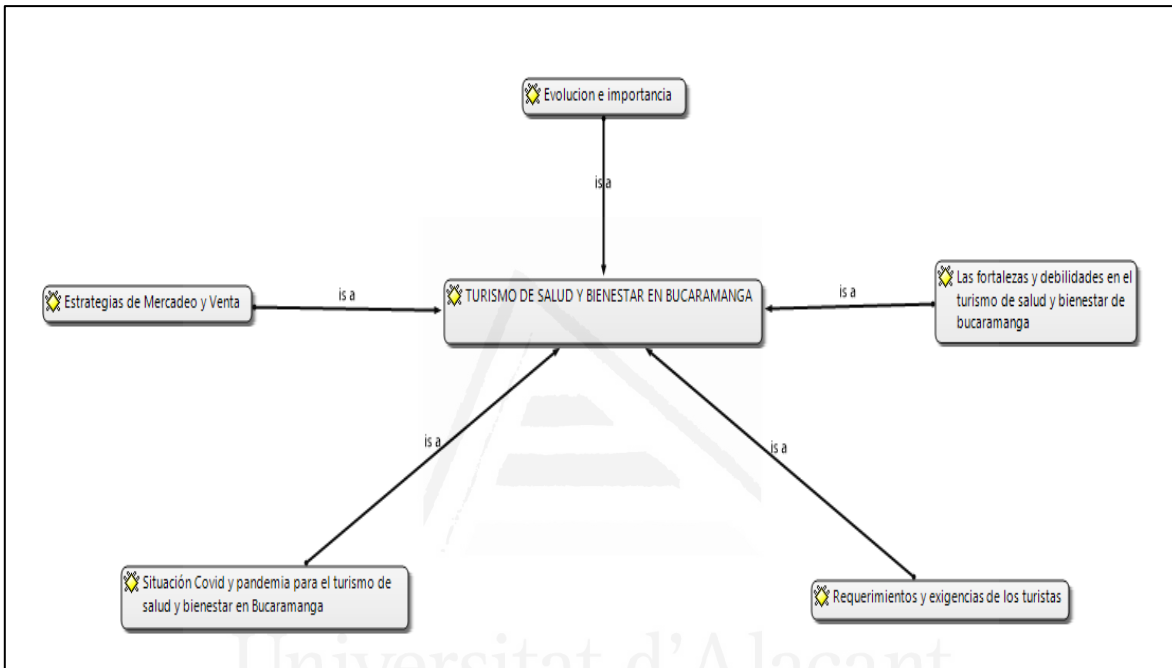 Evolucion e importancia
is a
Estrategias de Mercadeo y Venta
is a
TURISMO DE SALUD Y BIENESTAR EN BUCARAMANGA
is a
Las fortalezas y debilidades en el
turismo de salud y bienestar de
bucaramanga
is a
is a
Situación Covid y pandemia para el turismo de
salud y bienestar en Bucaramanga
Requerimientos y exigencias de los turistas
Universitat d'Alacant